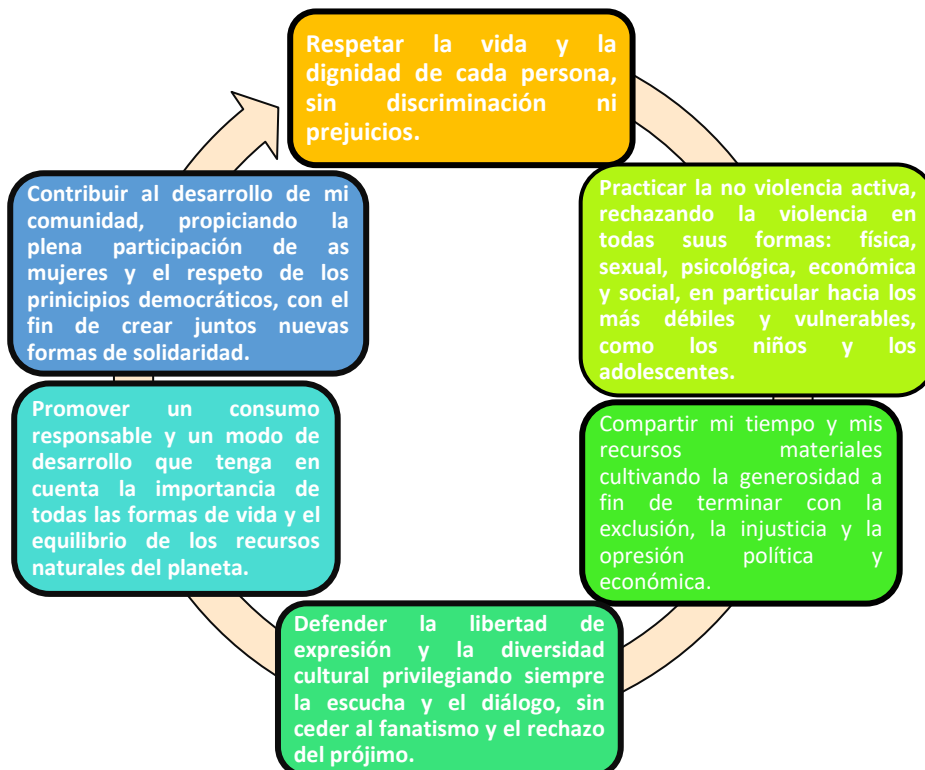 Respetar la vida y la
dignidad de cada persona,
sin discriminación ni
prejuicios.
Practicar la no violencia activa,
rechazando la violencia en
todas suus formas: física,
sexual, psicológica, económica
y social, en particular hacia los
más débiles y vulnerables,
como los niños y los
adolescentes.
Compartir mi tiempo y mis
recursos materiales
cultivando la generosidad a
fin de terminar con la
exclusión, la injusticia y la
opresión política y
económica.
Defender la libertad de
expresión y la diversidad
cultural privilegiando siempre
la escucha y el diálogo, sin
ceder al fanatismo y el rechazo
del prójimo.
Promover un consumo
responsable y un modo de
desarrollo que tenga en
cuenta la importancia de
todas las formas de vida y el
equilibrio de los recursos
naturales del planeta.
Contribuir al desarrollo de mi
comunidad, propiciando la
plena participación de as
mujeres y el respeto de los
prinicipios democráticos, con el
fin de crear juntos nuevas
formas de solidaridad.